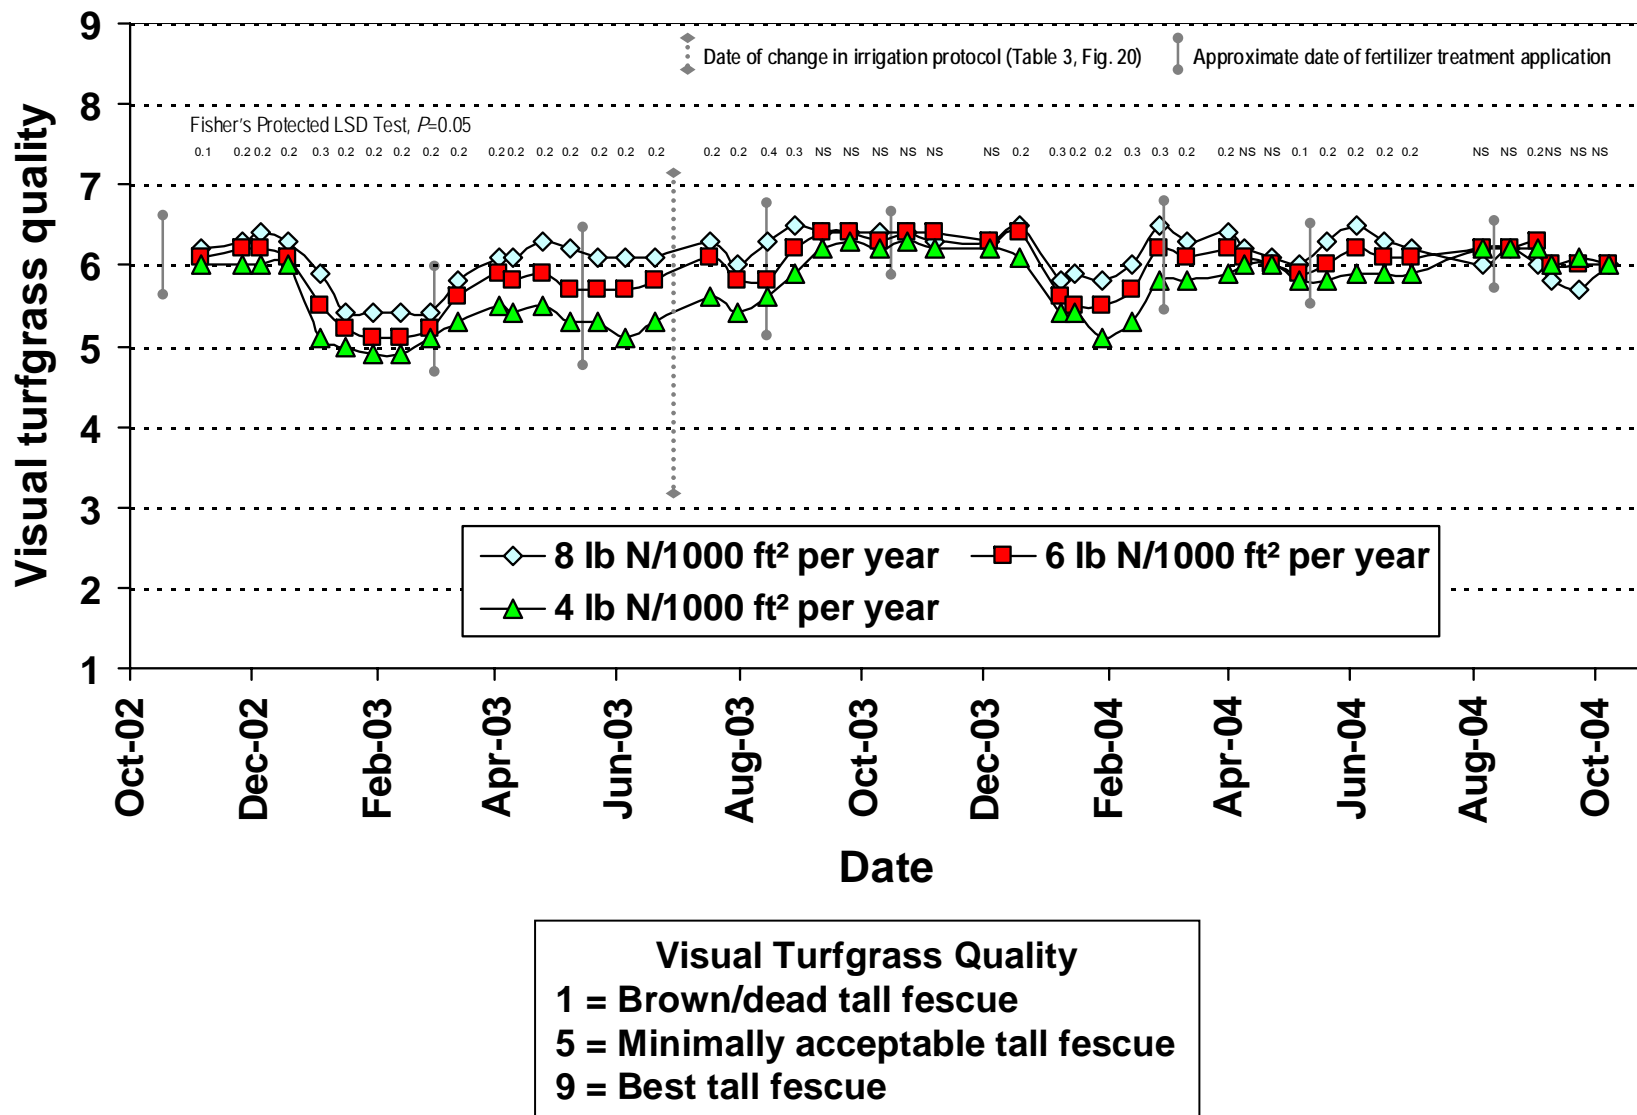 9
8
7
6
5
4
3
2
1
Visual turfgrass quality
Date of change in irrigation protocol (Table 3, Fig. 20)
Approximate date of fertilizer treatment application
Fisher's Protected LSD Test, P=0.05
0.1 0.2 0.2 0.2 0.3 0.2 0.2 0.2 0.2 0.2 0.2 0.2 0.2 0.2 0.2 0.2 0.2 0.2 0.2 0.4 0.3 NS NS NS NS NS NS 0.2 0.3 0.2 0.2 0.3 0.3 0.2 0.2 NS NS 0.1 0.2 0.2 0.2 0.2 NS NS 0.2 NS NS NS
8 lb N/1000 ft² per year
6 lb N/1000 ft² per year
4 lb N/1000 ft² per year
Oct-02
Dec-02
Feb-03
Apr-03
Jun-03
Aug-03
Oct-03
Dec-03
Feb-04
Apr-04
Jun-04
Aug-04
Oct-04
Date
Visual Turfgrass Quality
1 = Brown/dead tall fescue
5 = Minimally acceptable tall fescue
9 = Best tall fescue